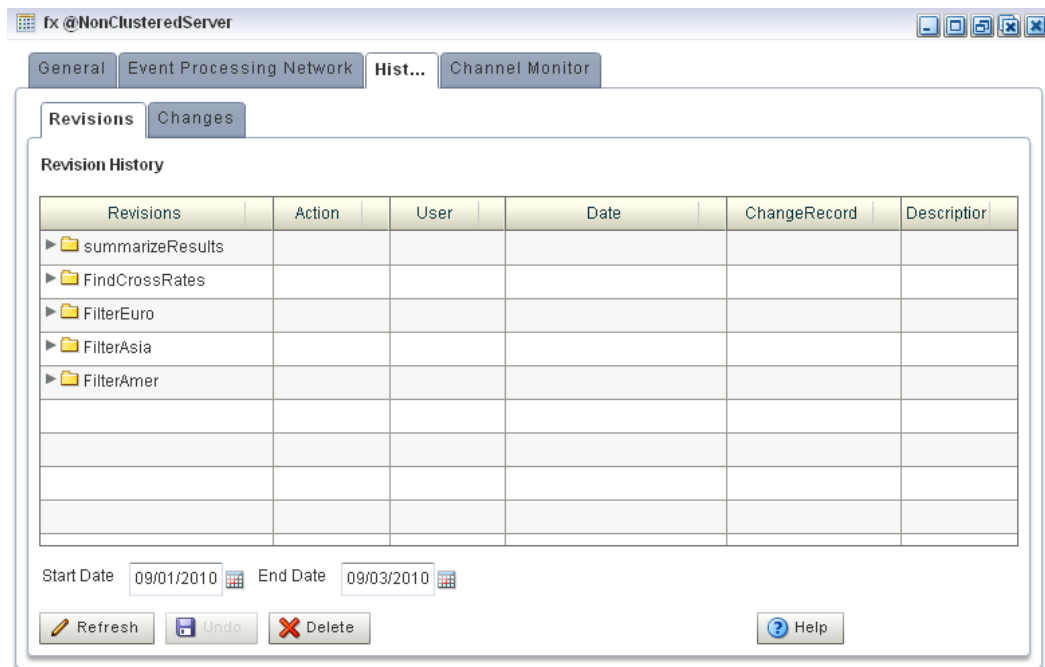 fx @NonClusteredServer
General Event Processing Network Hist... Channel Monitor
Revisions Changes
Revision History
Revisions Action User Date ChangeRecord Descriptior
summarizeResults
FindCrossRates
FilterEuro
FilterAsia
FilterAmer
Start Date 09/01/2010 End Date 09/03/2010
Refresh Undo Delete Help